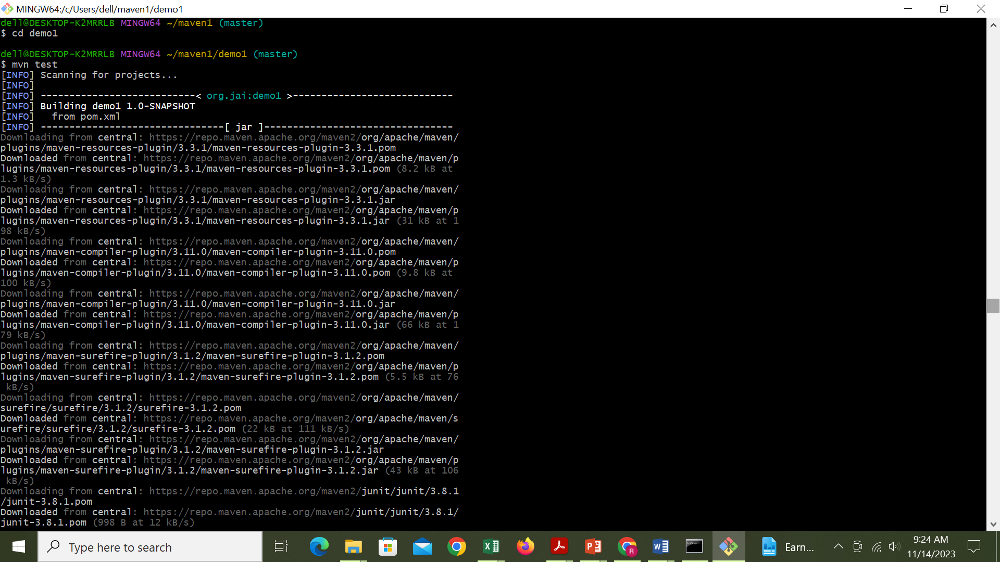 MINGW64:/c/Users/dell/maven1/demo1
dell@DESKTOP-K2MRRLB MINGW64 ~/maven1 (master)
$ cd demo1
dell@DESKTOP-K2MRRLB MINGW64 ~/maven1/demo1 (master)
$ mvn test
[INFO] Scanning for projects...
[INFO]
[INFO] ---------------------------< org.jai:demo1 >----------------------------
[INFO] Building demo1 1.0-SNAPSHOT
[INFO]   from pom.xml
[INFO] --------------------------------[ jar ]---------------------------------
Downloading from central: https://repo.maven.apache.org/maven2/org/apache/maven/
plugins/maven-resources-plugin/3.3.1/maven-resources-plugin-3.3.1.pom
Downloaded from central: https://repo.maven.apache.org/maven2/org/apache/maven/p
lugins/maven-resources-plugin/3.3.1/maven-resources-plugin-3.3.1.pom (8.2 kB at
1.3 kB/s)
Downloading from central: https://repo.maven.apache.org/maven2/org/apache/maven/
plugins/maven-resources-plugin/3.3.1/maven-resources-plugin-3.3.1.jar
Downloaded from central: https://repo.maven.apache.org/maven2/org/apache/maven/p
lugins/maven-resources-plugin/3.3.1/maven-resources-plugin-3.3.1.jar (31 kB at 1
98 kB/s)
Downloading from central: https://repo.maven.apache.org/maven2/org/apache/maven/
plugins/maven-compiler-plugin/3.11.0/maven-compiler-plugin-3.11.0.pom
Downloaded from central: https://repo.maven.apache.org/maven2/org/apache/maven/p
lugins/maven-compiler-plugin/3.11.0/maven-compiler-plugin-3.11.0.pom (9.8 kB at
100 kB/s)
Downloading from central: https://repo.maven.apache.org/maven2/org/apache/maven/
plugins/maven-compiler-plugin/3.11.0/maven-compiler-plugin-3.11.0.jar
Downloaded from central: https://repo.maven.apache.org/maven2/org/apache/maven/p
lugins/maven-compiler-plugin/3.11.0/maven-compiler-plugin-3.11.0.jar (66 kB at 1
79 kB/s)
Downloading from central: https://repo.maven.apache.org/maven2/org/apache/maven/
plugins/maven-surefire-plugin/3.1.2/maven-surefire-plugin-3.1.2.pom
Downloaded from central: https://repo.maven.apache.org/maven2/org/apache/maven/p
lugins/maven-surefire-plugin/3.1.2/maven-surefire-plugin-3.1.2.pom (5.5 kB at 76
 kB/s)
Downloading from central: https://repo.maven.apache.org/maven2/org/apache/maven/
surefire/surefire/3.1.2/surefire-3.1.2.pom
Downloaded from central: https://repo.maven.apache.org/maven2/org/apache/maven/s
urefire/surefire/3.1.2/surefire-3.1.2.pom (22 kB at 111 kB/s)
Downloading from central: https://repo.maven.apache.org/maven2/org/apache/maven/
plugins/maven-surefire-plugin/3.1.2/maven-surefire-plugin-3.1.2.jar
Downloaded from central: https://repo.maven.apache.org/maven2/org/apache/maven/p
lugins/maven-surefire-plugin/3.1.2/maven-surefire-plugin-3.1.2.jar (43 kB at 106
 kB/s)
Downloading from central: https://repo.maven.apache.org/maven2/junit/junit/3.8.1
/junit-3.8.1.pom
Downloaded from central: https://repo.maven.apache.org/maven2/junit/junit/3.8.1/
junit-3.8.1.pom (998 B at 12 kB/s)
Type here to search
Earn...
9:24 AM
11/14/2023